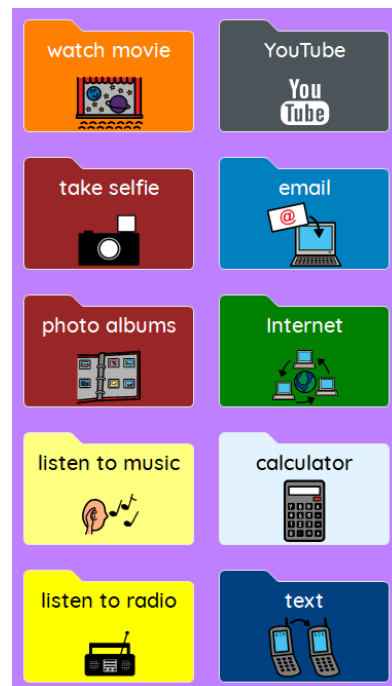 watch movie
YouTube
You
Tube
take selfie
email
@
photo albums
Internet
listen to music
calculator
listen to radio
text